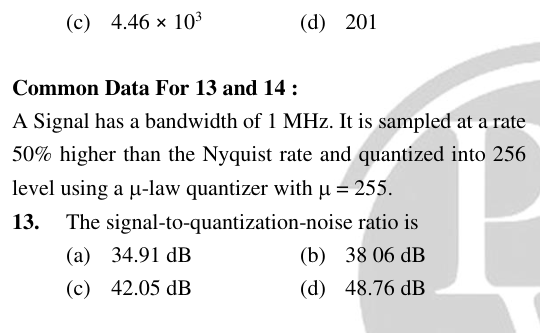 (c) 4.46 × 10³ (d) 201
Common Data For 13 and 14 :
A Signal has a bandwidth of 1 MHz. It is sampled at a rate
50% higher than the Nyquist rate and quantized into 256
level using a μ-law quantizer with μ = 255.
13. The signal-to-quantization-noise ratio is
(a) 34.91 dB (b) 38 06 dB
(c) 42.05 dB (d) 48.76 dB